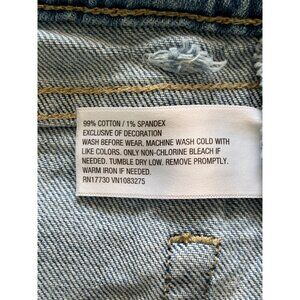 99% COTTON / 1% SPANDEX
EXCLUSIVE OF DECORATION
WASH BEFORE WEAR. MACHINE WASH COLD WITH
LIKE COLORS. ONLY NON-CHLORINE BLEACH IF
NEEDED. TUMBLE DRY LOW. REMOVE PROMPTLY.
WARM IRON IF NEEDED.
RN17730 VN1083275